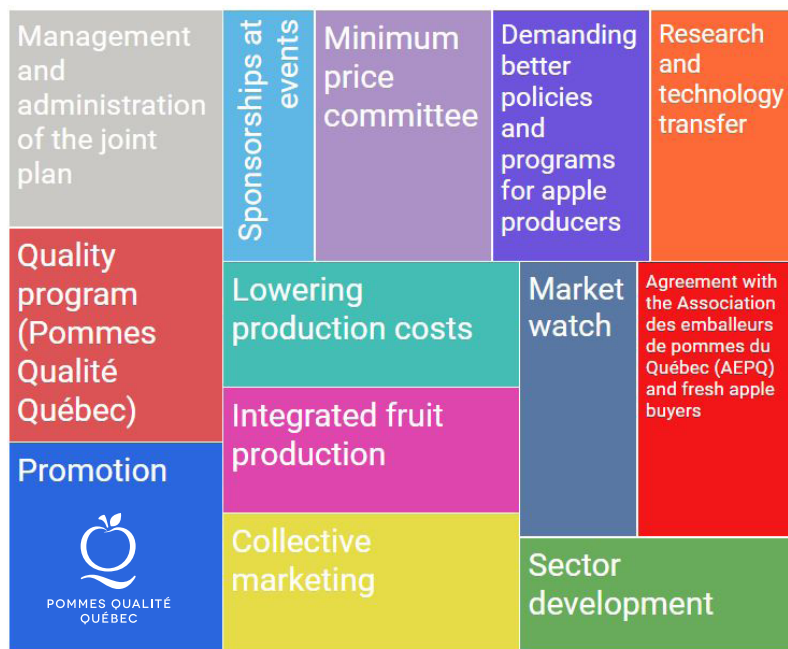 Management
and
administration
of the joint
plan
Sponsorships at
events
Minimum
price
committee
Demanding
better
policies
and
programs
for apple
producers
Research
and
technology
transfer
Quality
program
(Pommes
Qualité
Québec)
Lowering
production costs
Market
watch
Agreement with
the Association
des emballeurs
de pommes du
Québec (AEPQ)
and fresh apple
buyers
Integrated fruit
production
Promotion
POMMES QUALITÉ
QUÉBEC
Collective
marketing
Sector
development